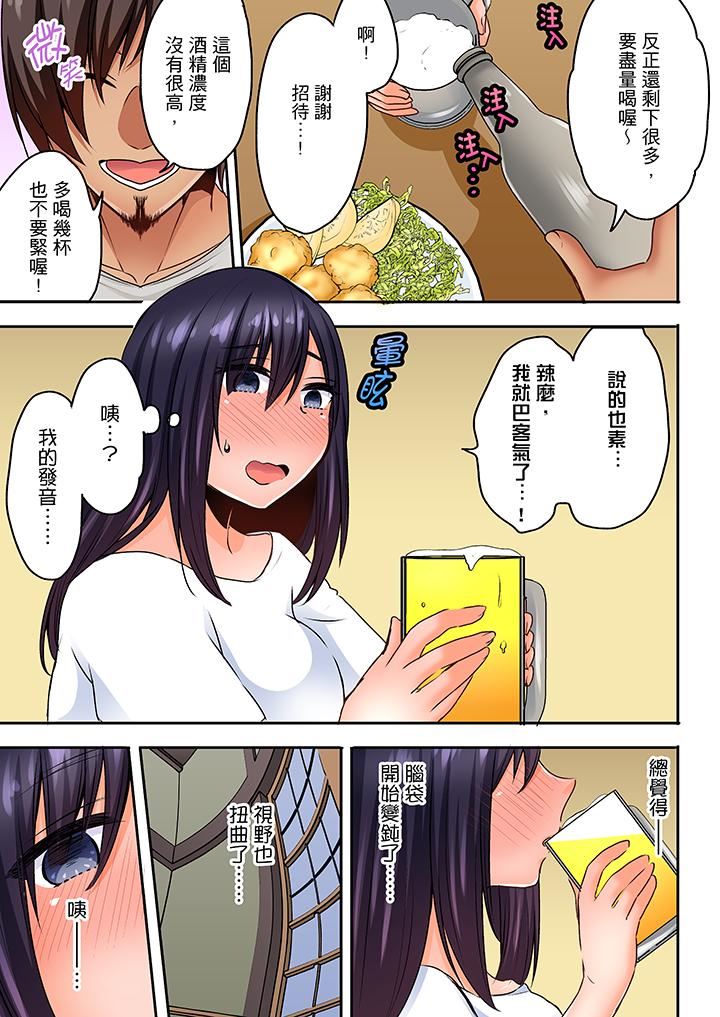 反正還剩下很多，
要盡量喝喔～
注入
注入
注入…
啊！
謝謝
招待…！
這個
酒精濃度
沒有很高，
微笑
多喝幾杯
也不要緊喔！
說的也素…
辣麼，
我就巴客氣了…！
暈眩
咦…？
我的發音……
總覺得—
腦袋
開始變鈍了……
視野也
扭曲了……
咦—……